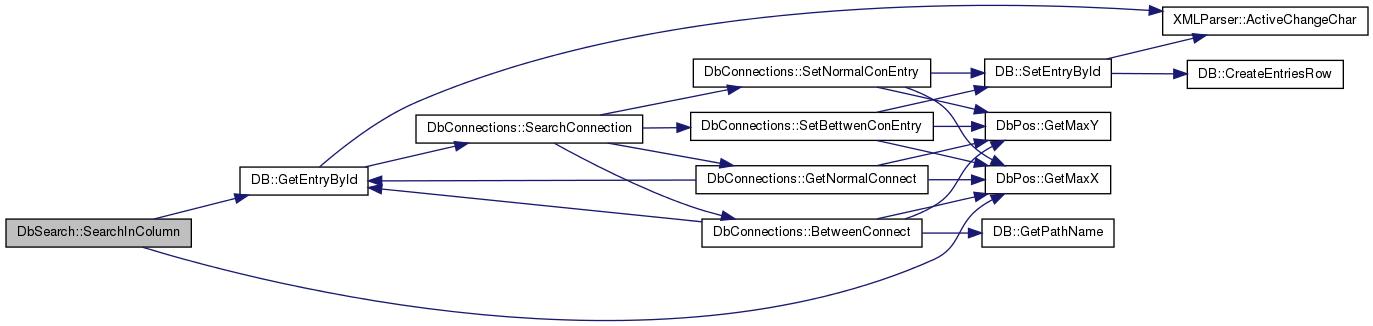 XMLParser::ActiveChangeChar
DbConnections::SetNormalConEntry
DB::SetEntryById
DB::CreateEntriesRow
DbConnections::SearchConnection
DbConnections::SetBettwenConEntry
DbPos::GetMaxY
DB::GetEntryById
DbConnections::GetNormalConnect
DbPos::GetMaxX
DbSearch::SearchInColumn
DbConnections::BetweenConnect
DB::GetPathName